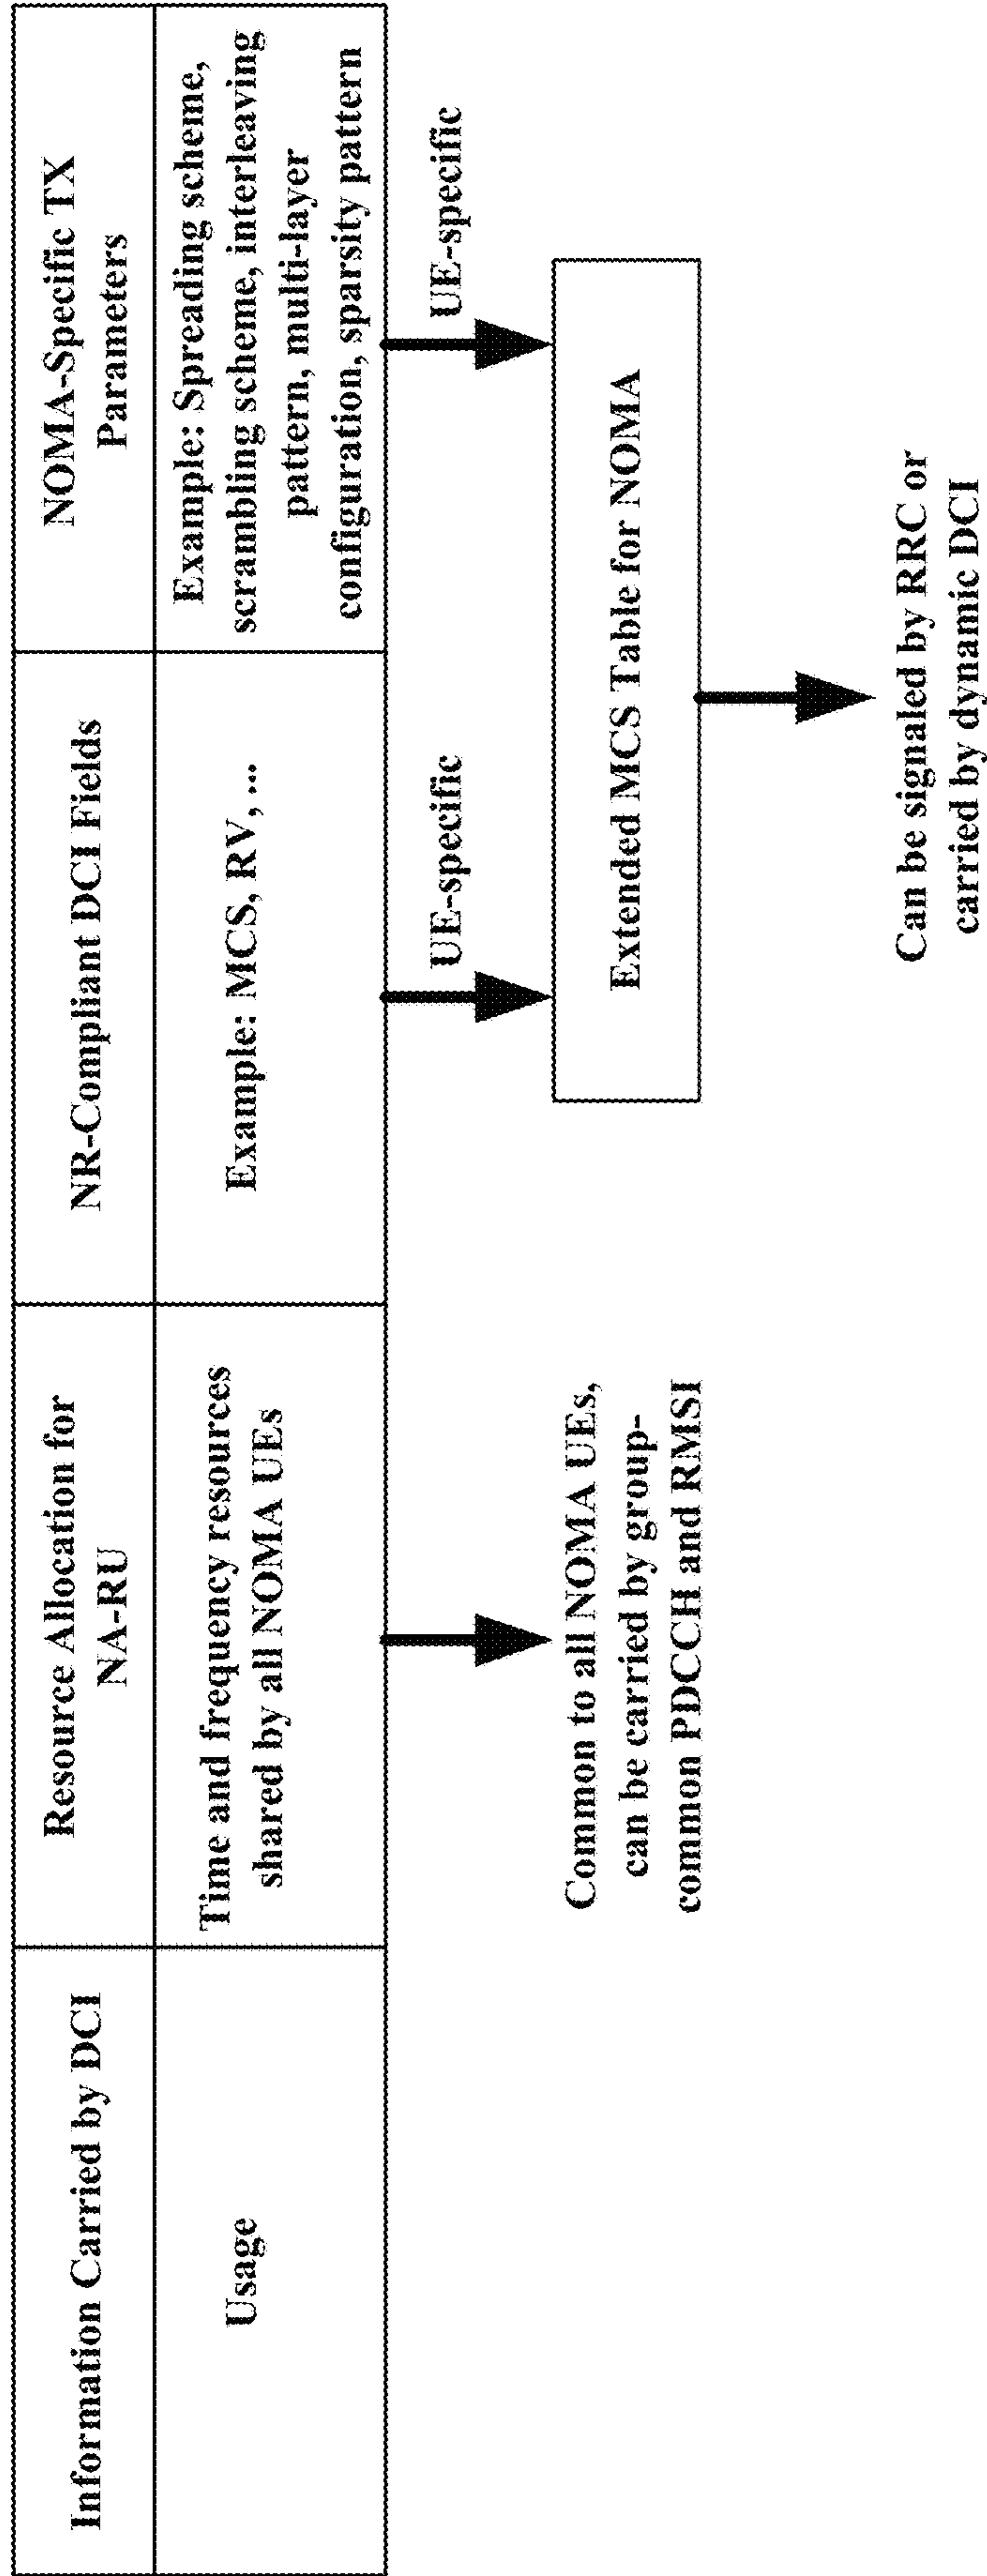 Information Carried by DCI
Resource Allocation for
NA-RU
NR-Compliant DCI Fields
NOMA-Specific TX
Parameters
Usage
Time and frequency resources
shared by all NOMA UEs
Example: MCS, RV, ...
Example: Spreading scheme,
scrambling scheme, interleaving
pattern, multi-layer
configuration, sparsity pattern
UE-specific
UE-specific
Common to all NOMA UEs,
can be carried by group-
common PDCCH and RMSI
Extended MCS Table for NOMA
Can be signaled by RRC or
carried by dynamic DCI